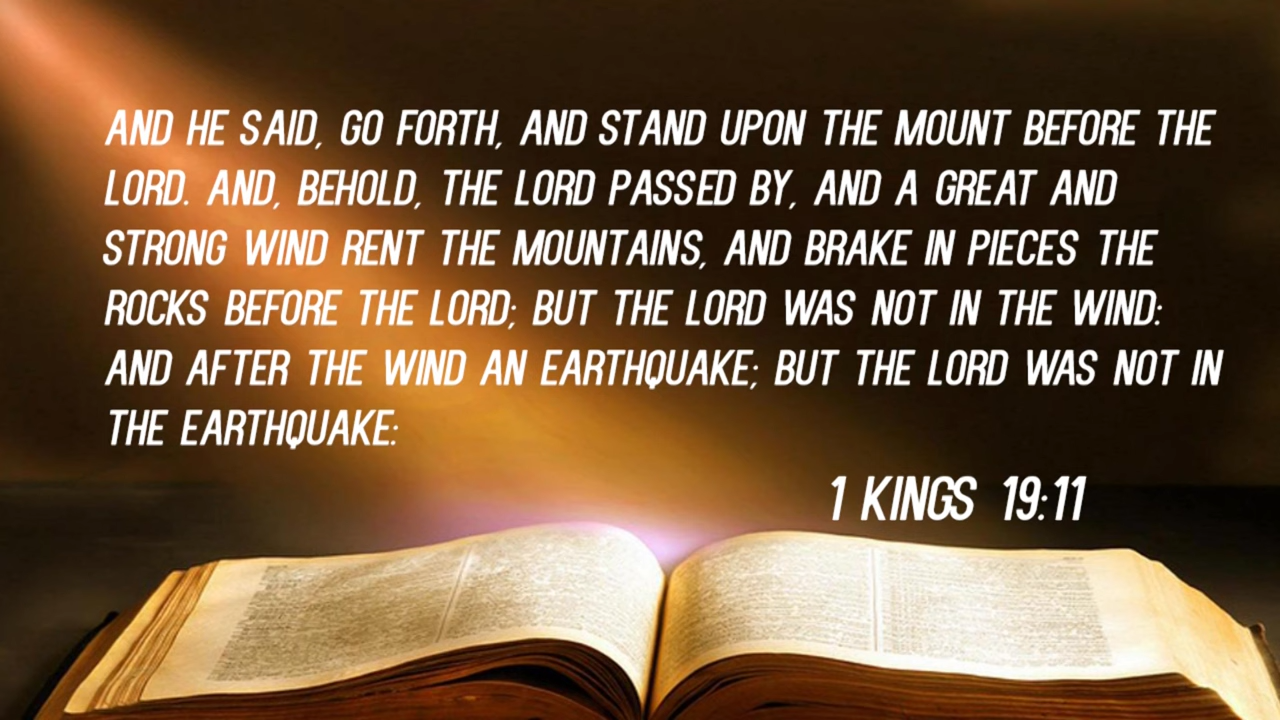 AND HE SAID, GO FORTH, AND STAND UPON THE MOUNT BEFORE THE
LORD. AND, BEHOLD, THE LORD PASSED BY, AND A GREAT AND
STRONG WIND RENT THE MOUNTAINS, AND BRAKE IN PIECES THE
ROCKS BEFORE THE LORD; BUT THE LORD WAS NOT IN THE WIND:
AND AFTER THE WIND AN EARTHQUAKE; BUT THE LORD WAS NOT IN
THE EARTHQUAKE:
1 KINGS 19:11